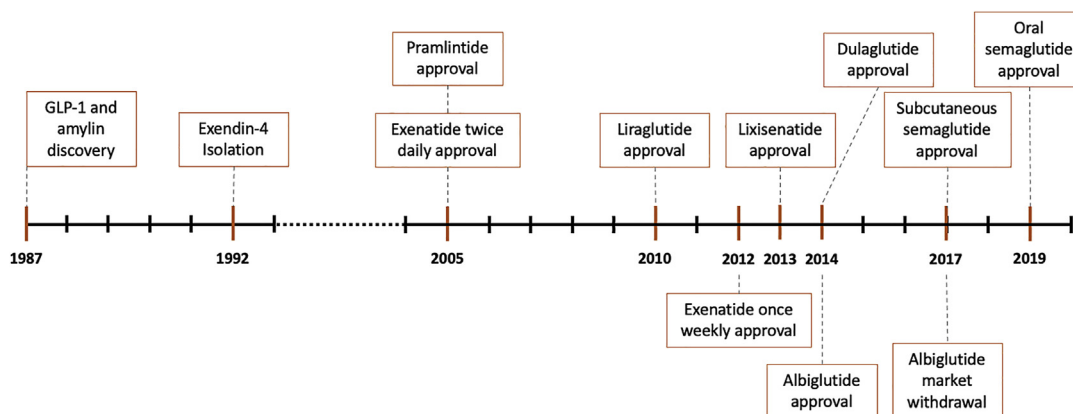 GLP-1 and
amylin
discovery
Exendin-4
Isolation
Pramlintide
approval
Exenatide twice
daily approval
Liraglutide
approval
Lixisenatide
approval
Dulaglutide
approval
Subcutaneous
semaglutide
approval
Oral
semaglutide
approval
1987
1992
2005
2010
2012
2013
2014
2017
2019
Exenatide once
weekly approval
Albiglutide
approval
Albiglutide
market
withdrawal